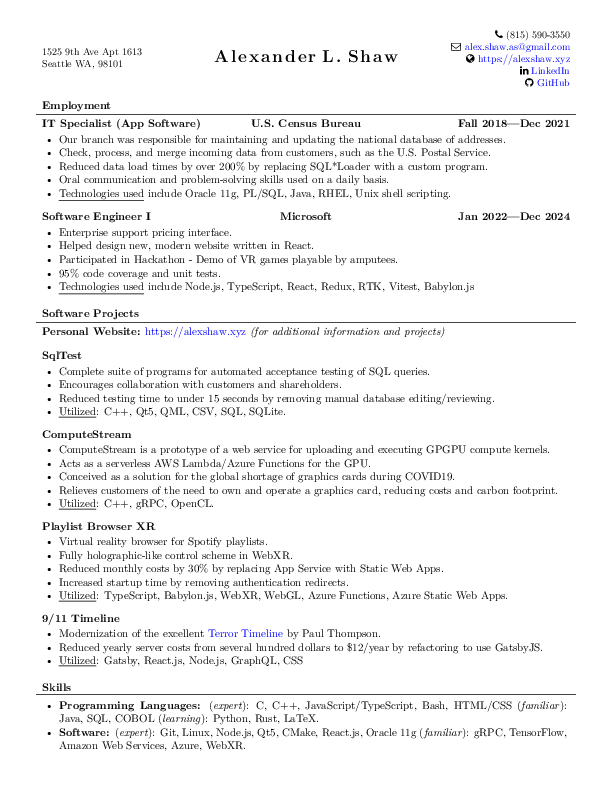 1525 9th Ave Apt 1613
Seattle WA, 98101
Alexander L. Shaw
(815) 590-3550
alex.shaw.as@gmail.com
https://alexshaw.xyz
LinkedIn
GitHub
Employment
IT Specialist (App Software) U.S. Census Bureau Fall 2018—Dec 2021
• Our branch was responsible for maintaining and updating the national database of addresses.
• Check, process, and merge incoming data from customers, such as the U.S. Postal Service.
• Reduced data load times by over 200% by replacing SQL*Loader with a custom program.
• Oral communication and problem-solving skills used on a daily basis.
• Technologies used include Oracle 11g, PL/SQL, Java, RHEL, Unix shell scripting.
Software Engineer I Microsoft Jan 2022—Dec 2024
• Enterprise support pricing interface.
• Helped design new, modern website written in React.
• Participated in Hackathon - Demo of VR games playable by amputees.
• 95% code coverage and unit tests.
• Technologies used include Node.js, TypeScript, React, Redux, RTK, Vitest, Babylon.js
Software Projects
Personal Website: https://alexshaw.xyz (for additional information and projects)
SqlTest
• Complete suite of programs for automated acceptance testing of SQL queries.
• Encourages collaboration with customers and shareholders.
• Reduced testing time to under 15 seconds by removing manual database editing/reviewing.
• Utilized: C++, Qt5, QML, CSV, SQL, SQLite.
ComputeStream
• ComputeStream is a prototype of a web service for uploading and executing GPGPU compute kernels.
• Acts as a serverless AWS Lambda/Azure Functions for the GPU.
• Conceived as a solution for the global shortage of graphics cards during COVID19.
• Relieves customers of the need to own and operate a graphics card, reducing costs and carbon footprint.
• Utilized: C++, gRPC, OpenCL.
Playlist Browser XR
• Virtual reality browser for Spotify playlists.
• Fully holographic-like control scheme in WebXR.
• Reduced monthly costs by 30% by replacing App Service with Static Web Apps.
• Increased startup time by removing authentication redirects.
• Utilized: TypeScript, Babylon.js, WebXR, WebGL, Azure Functions, Azure Static Web Apps.
9/11 Timeline
• Modernization of the excellent Terror Timeline by Paul Thompson.
• Reduced yearly server costs from several hundred dollars to $12/year by refactoring to use GatsbyJS.
• Utilized: Gatsby, React.js, Node.js, GraphQL, CSS
Skills
• Programming Languages: (expert): C, C++, JavaScript/TypeScript, Bash, HTML/CSS (familiar):
Java, SQL, COBOL (learning): Python, Rust, LaTeX.
• Software: (expert): Git, Linux, Node.js, Qt5, CMake, React.js, Oracle 11g (familiar): gRPC, TensorFlow,
Amazon Web Services, Azure, WebXR.